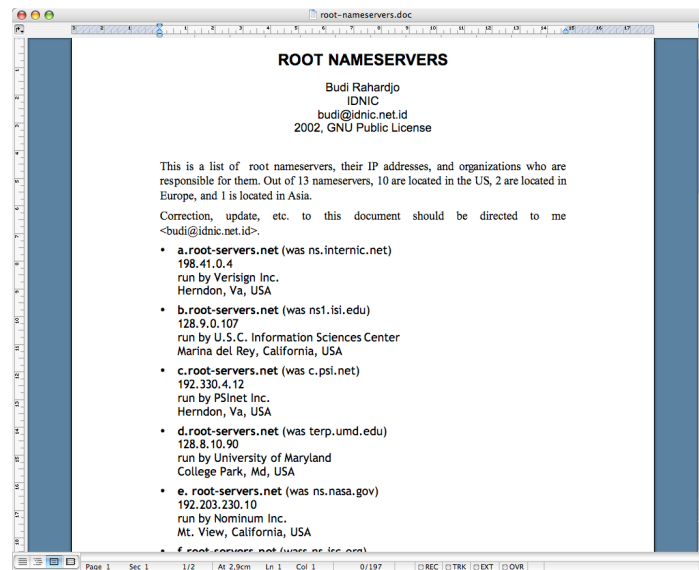 root-nameservers.doc
ROOT NAMESERVERS
Budi Rahardjo
IDNIC
budi@idnic.net.id
2002, GNU Public License
This is a list of root nameservers, their IP addresses, and organizations who are
responsible for them. Out of 13 nameservers, 10 are located in the US, 2 are located in
Europe, and 1 is located in Asia.
Correction, update, etc. to this document should be directed to me
<budi@idnic.net.id>.
• a.root-servers.net (was ns.internic.net)
198.41.0.4
run by Verisign Inc.
Herndon, Va, USA
• b.root-servers.net (was ns1.isi.edu)
128.9.0.107
run by U.S.C. Information Sciences Center
Marina del Rey, California, USA
• c.root-servers.net (was c.psi.net)
192.330.4.12
run by PSInet Inc.
Herndon, Va, USA
• d.root-servers.net (was terp.umd.edu)
128.8.10.90
run by University of Maryland
College Park, Md, USA
• e. root-servers.net (was ns.nasa.gov)
192.203.230.10
run by Nominum Inc.
Mt. View, California, USA
• f.root-servers.net (wass ns.isc.org)
Page 1 Sec 1 1/2 At 2,9cm Ln 1 Col 1 0/197 REC TRK EXT OVR